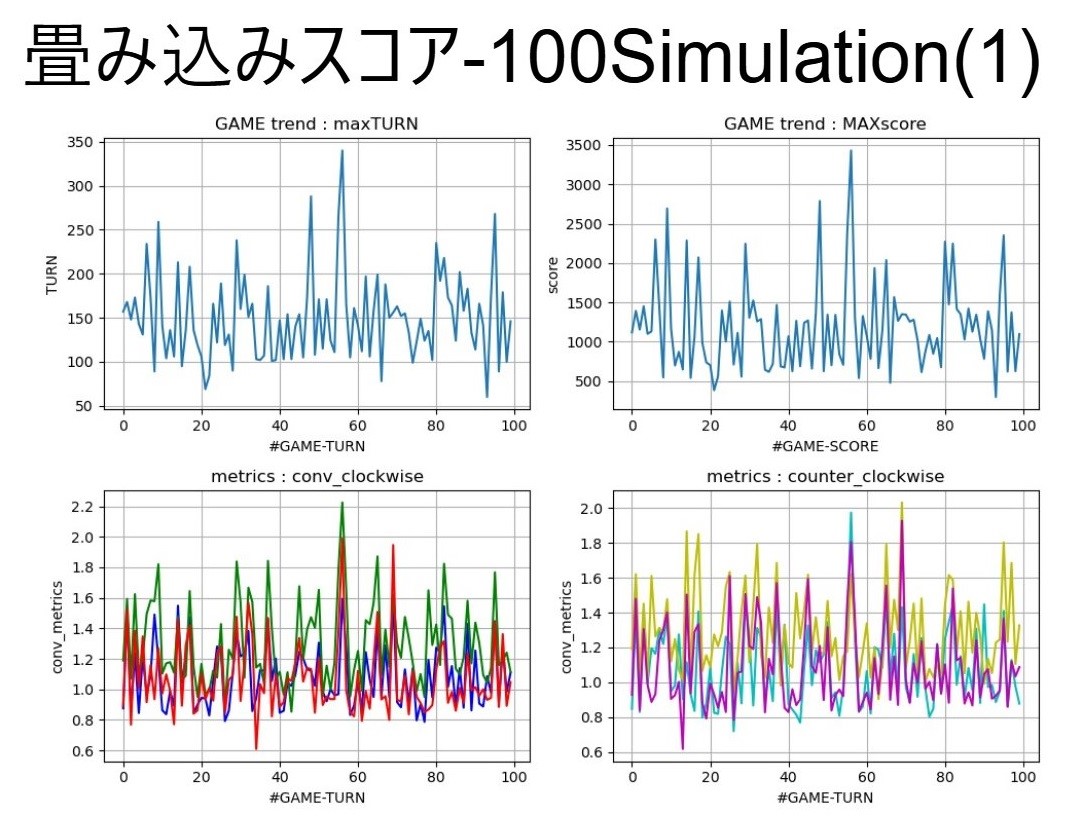 畳み込みスコア-100Simulation(1)
GAME trend : maxTURN
350
300
250
200
150
100
50
TURN
0 20 40 60 80 100
#GAME-TURN
GAME trend : MAXscore
3500
3000
2500
2000
1500
1000
500
score
0 20 40 60 80 100
#GAME-SCORE
metrics : conv_clockwise
2.2
2.0
1.8
1.6
1.4
1.2
1.0
0.8
0.6
conv_metrics
0 20 40 60 80 100
#GAME-TURN
metrics : counter_clockwise
2.0
1.8
1.6
1.4
1.2
1.0
0.8
0.6
conv_metrics
0 20 40 60 80 100
#GAME-TURN